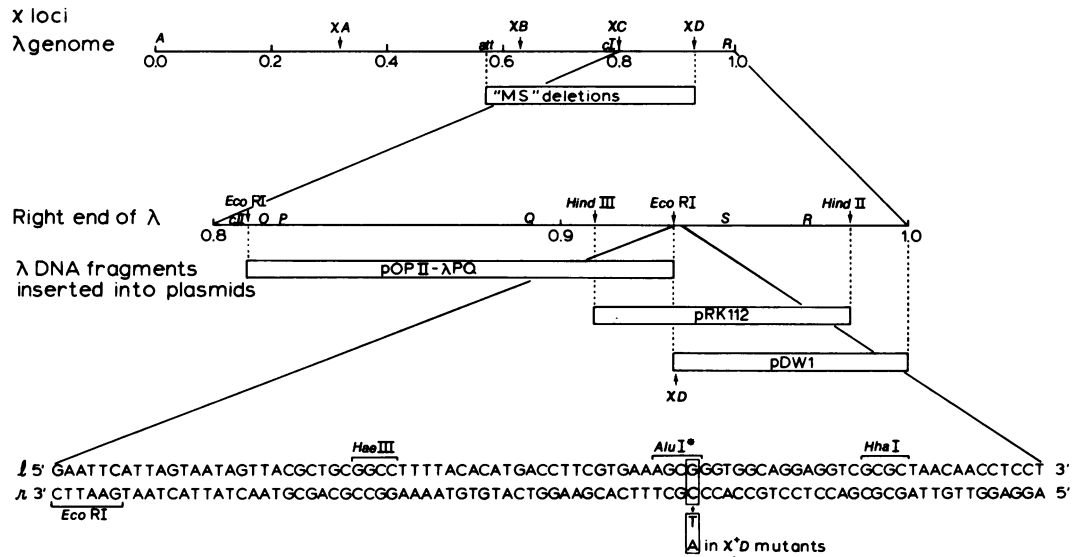 χ loci
χA χB χC χD
λ genome A att cI R
0.0 0.2 0.4 0.6 0.8 1.0
"MS" deletions
Eco RI Hind III Eco RI Hind II
Right end of λ cII O P Q S R
0.8 0.9 1.0
λ DNA fragments
inserted into plasmids
pOPII-λPQ
pRK112
pDW1
χD
Hae III Alu I* Hha I
l 5' GAATTCATTAGTAATAGTTACGCTGCGGCCTTTTACACATGACCTTCGTGAAAGCGGGTGGCAGGAGGTCGCGCTAACAACCTCCT 3'
r 3' CTTAAGTAATCATTATCAATGCGACGCCGGAAAATGTGTACTGGAAGCACTTTCGCCCACCGTCCTCCAGCGCGATTGTTGGAGGA 5'
Eco RI
T
A in χ⁺D mutants